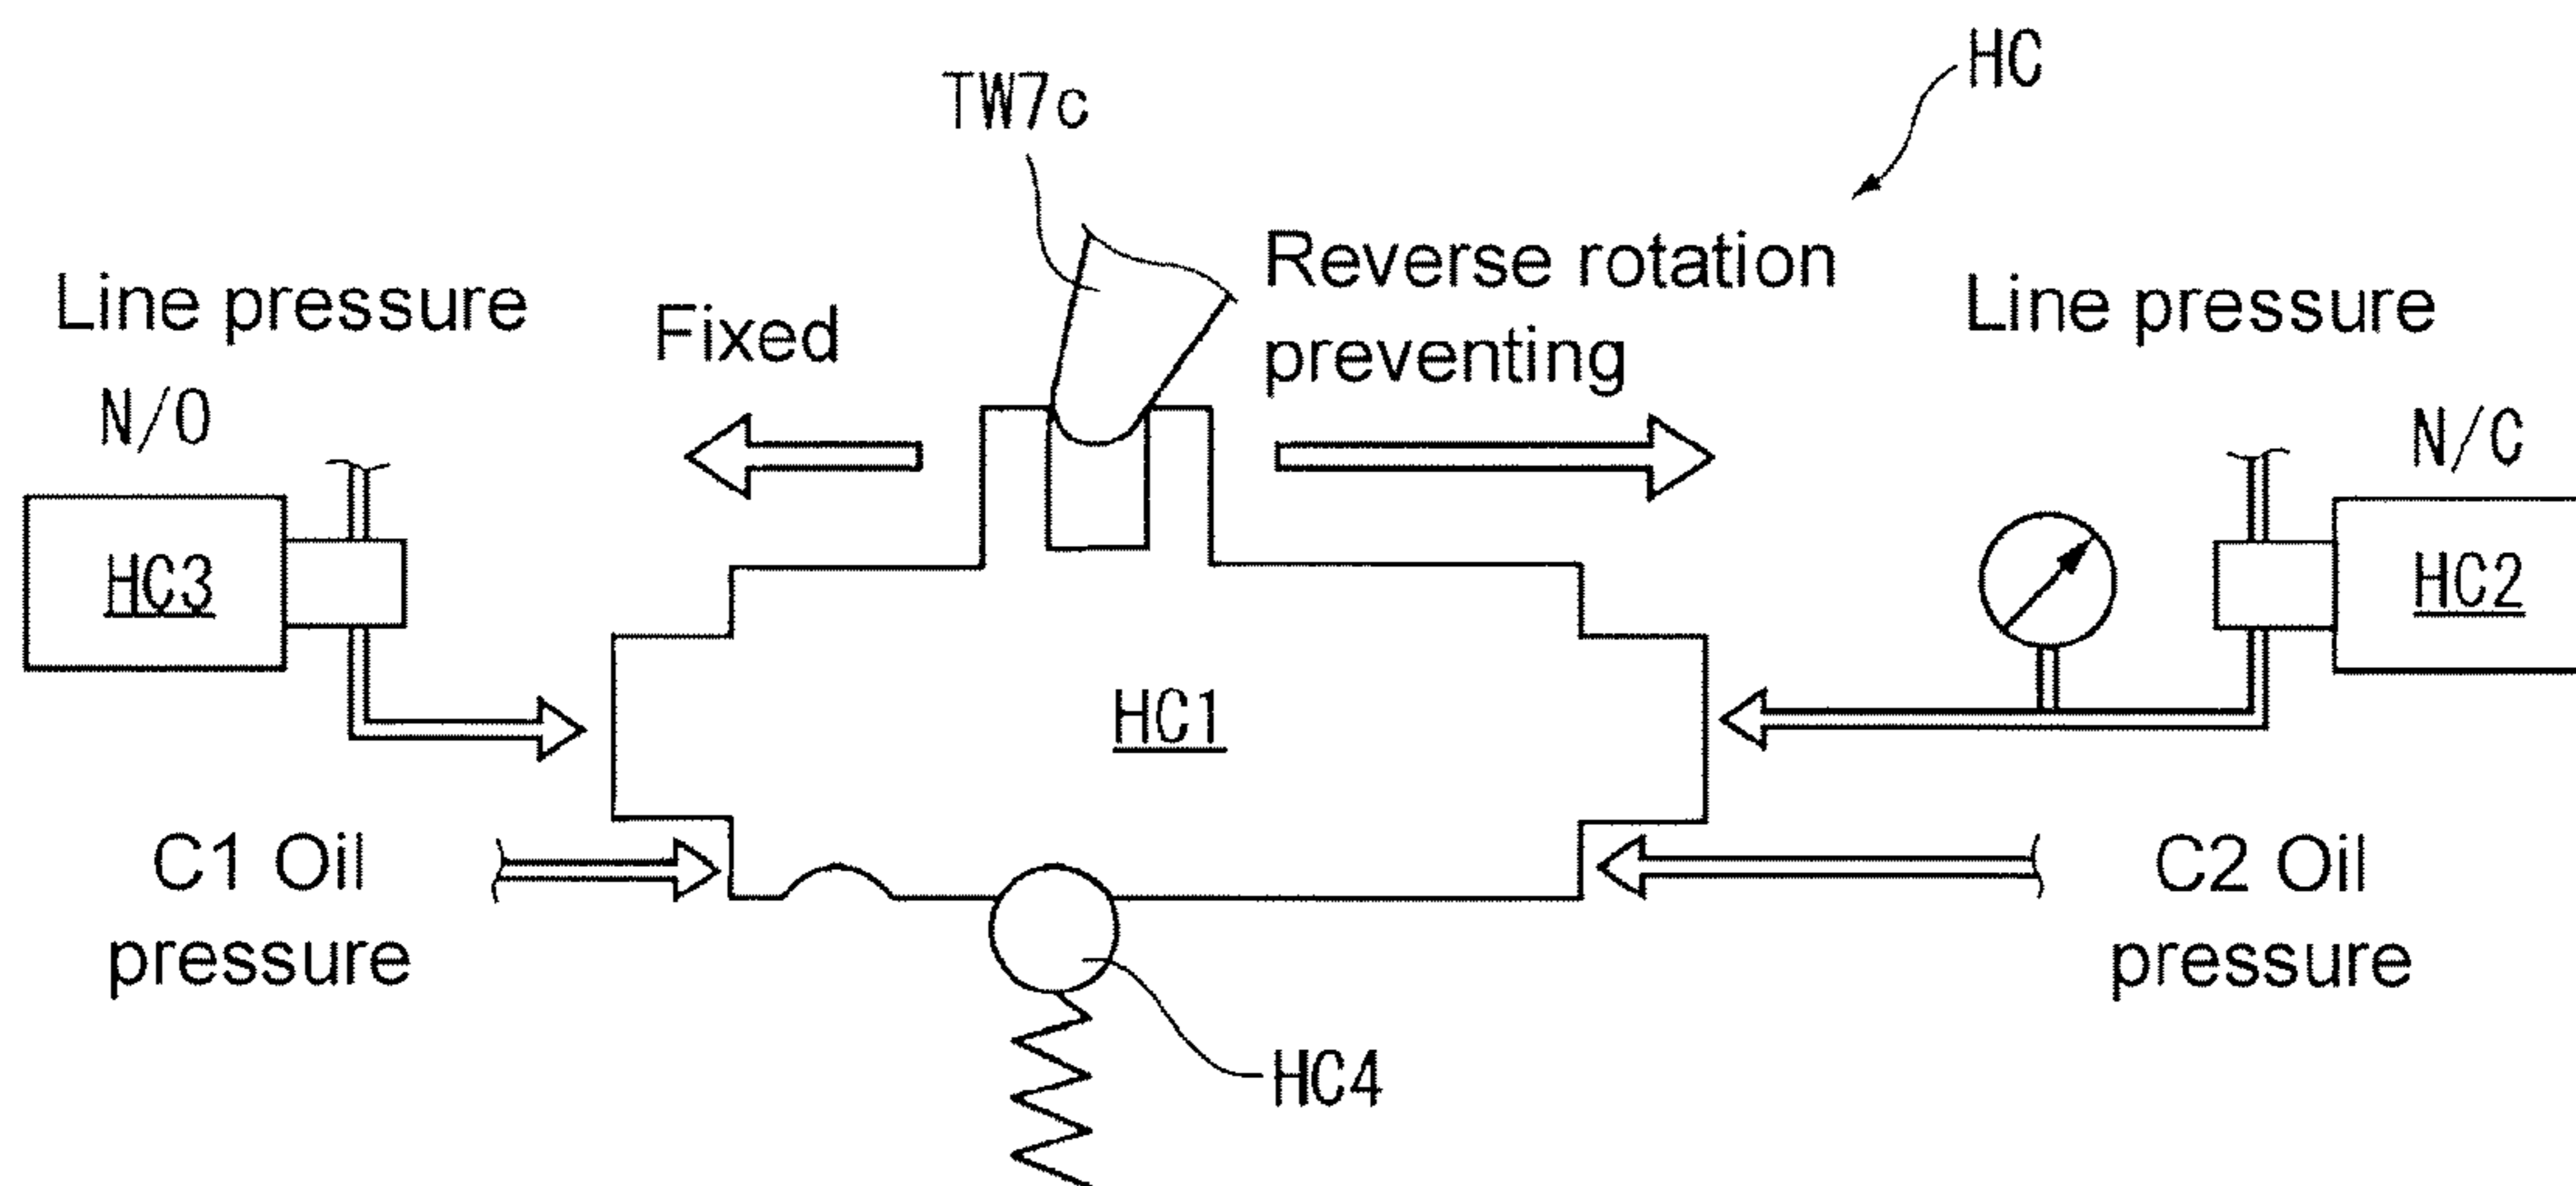 HC
TW7c
Line pressure
Fixed
Reverse rotation
preventing
Line pressure
N/O
N/C
HC3
HC2
HC1
C1 Oil
pressure
C2 Oil
pressure
HC4